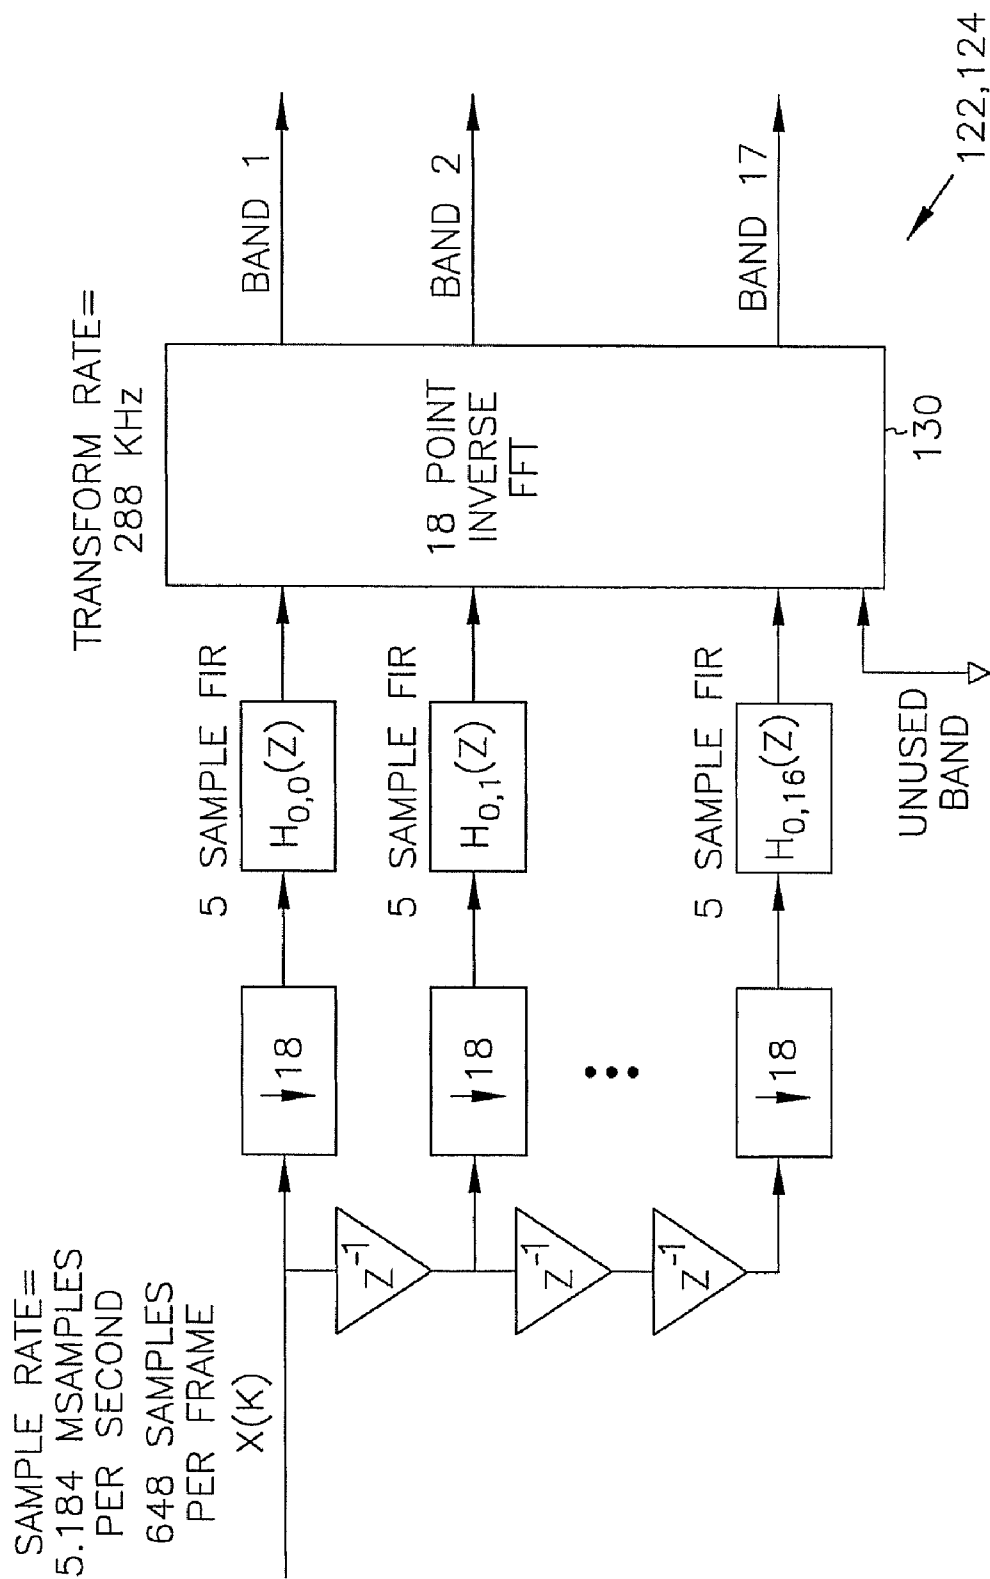 SAMPLE RATE=
5.184 MSAMPLES
PER SECOND
648 SAMPLES
PER FRAME
X(K)
Z-1
Z-1
Z-1
↓18
↓18
↓18
5 SAMPLE FIR
H0,0(Z)
5 SAMPLE FIR
H0,1(Z)
5 SAMPLE FIR
H0,16(Z)
UNUSED
BAND
TRANSFORM RATE=
288 KHz
18 POINT
INVERSE
FFT
130
BAND 1
BAND 2
BAND 17
122,124